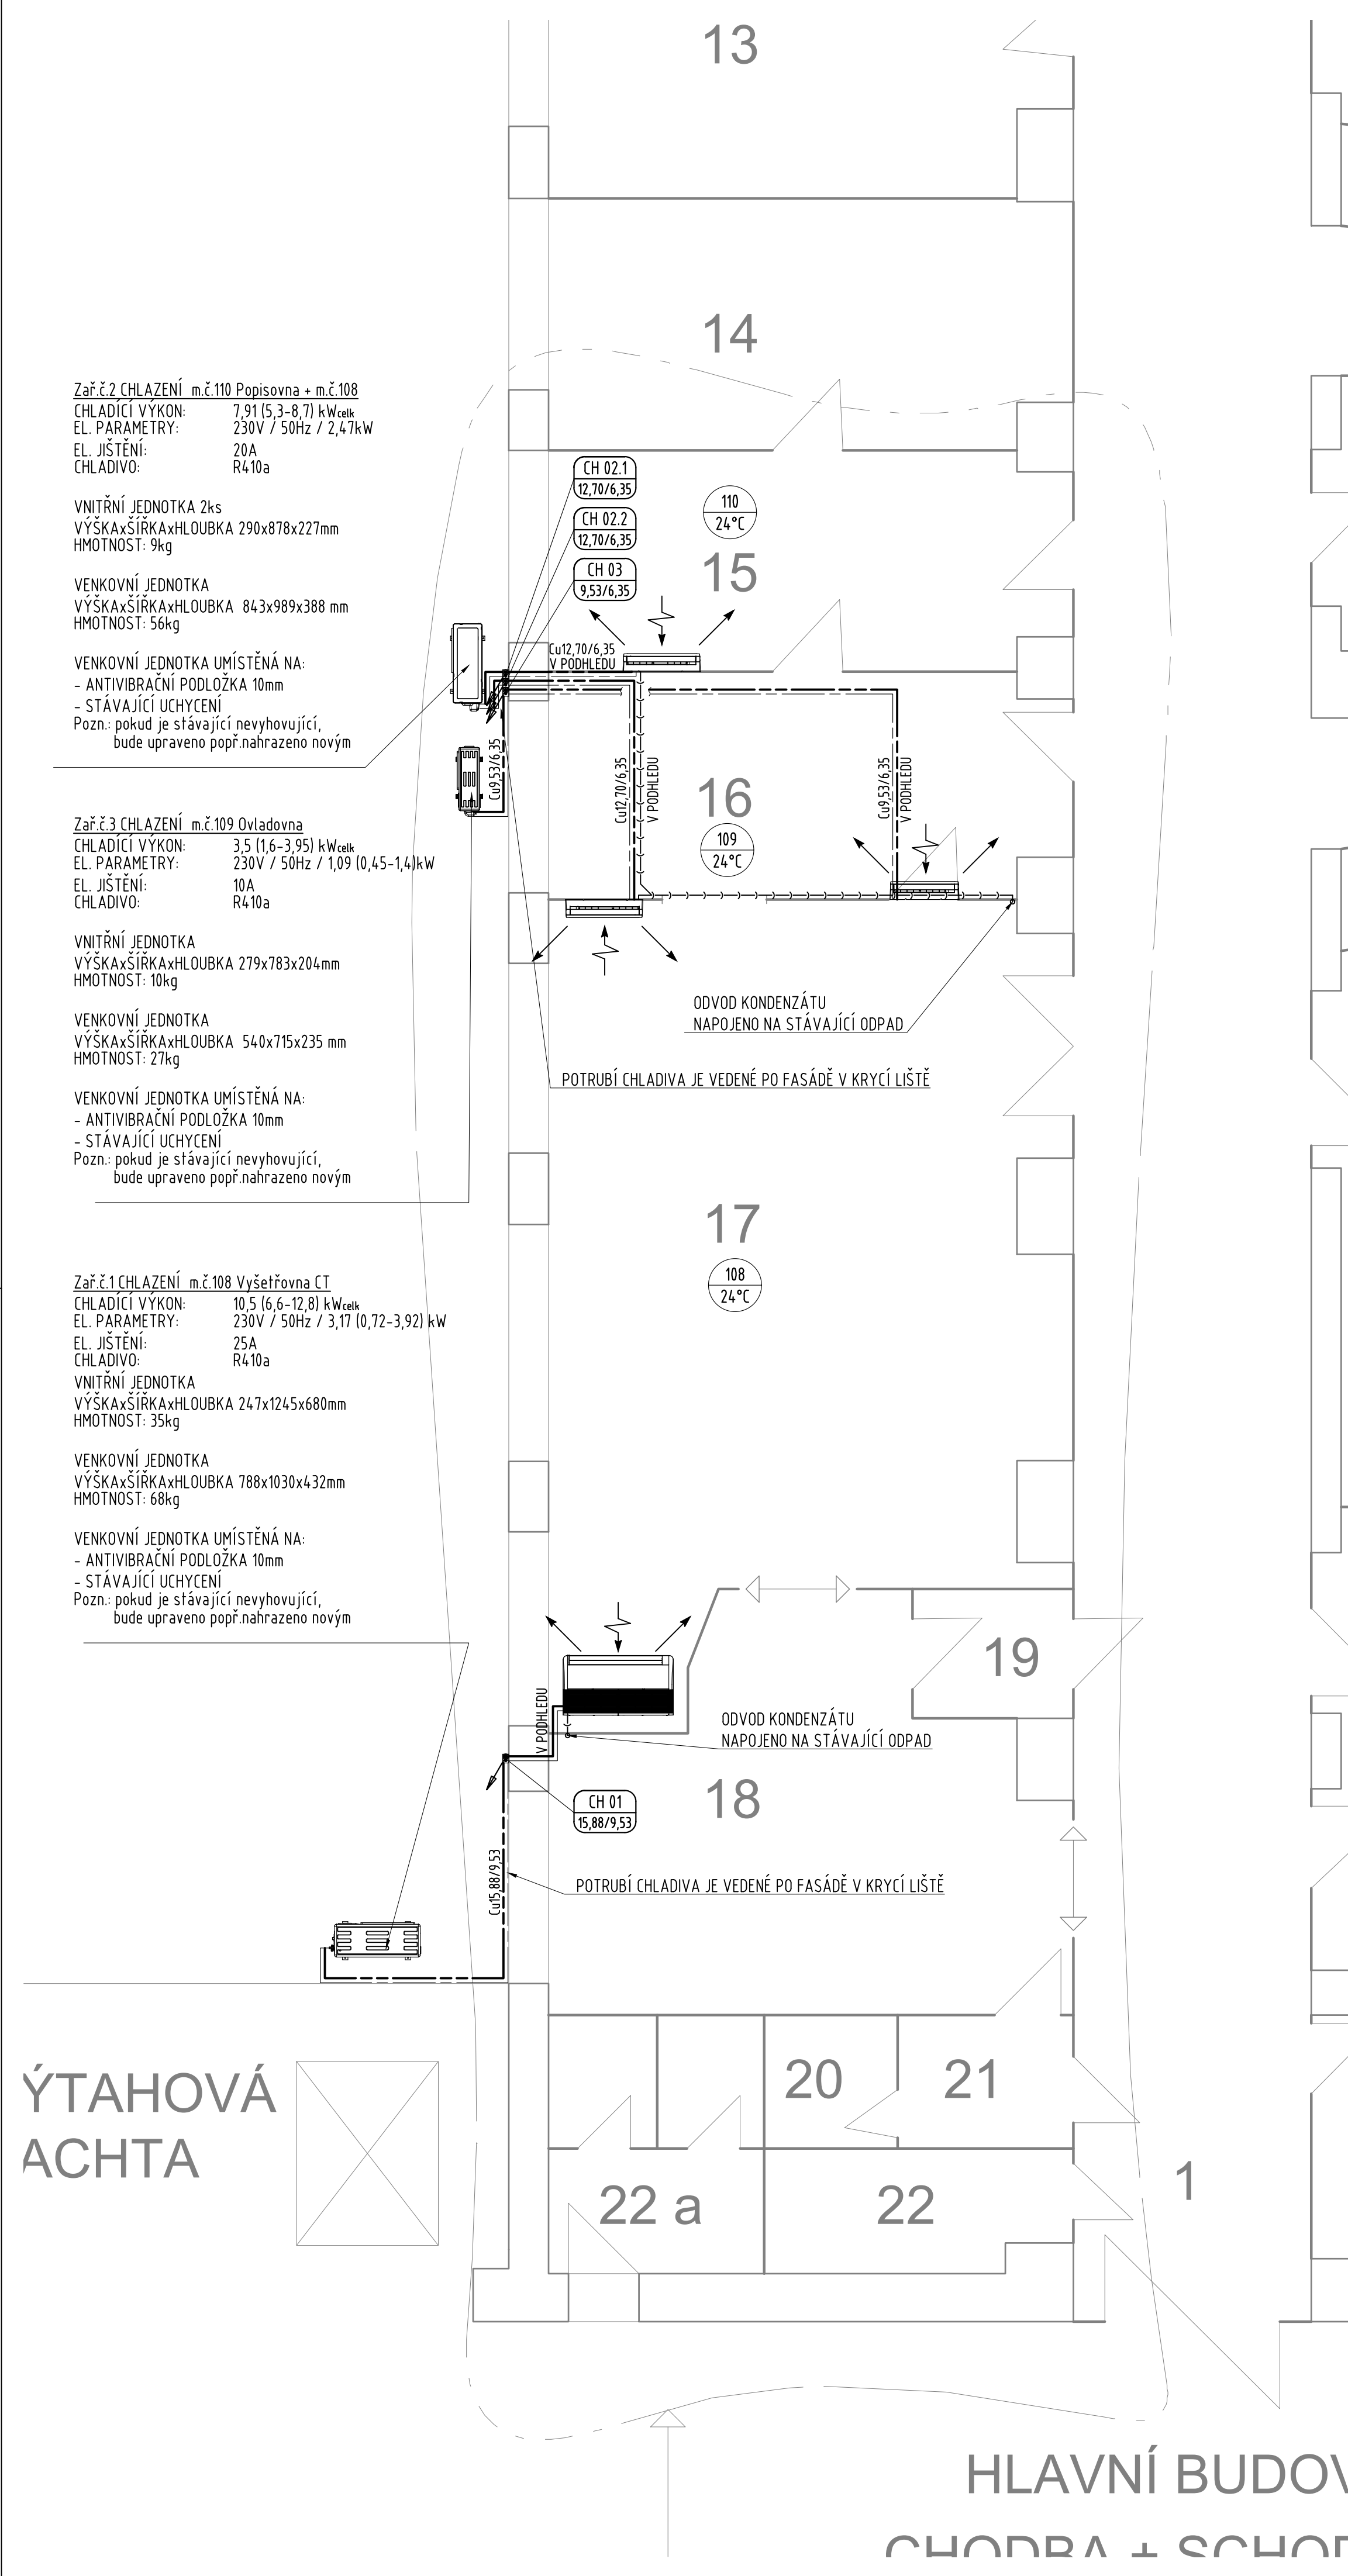 13
14
Zař.č.2 CHLAZENÍ m.č.110 Popisovna + m.č.108
CHLADÍCÍ VÝKON: 7,91 (5,3-8,7) kWcelk
EL. PARAMETRY: 230V / 50Hz / 2,47kW
EL. JIŠTĚNÍ: 20A
CHLADIVO: R410a
VNITŘNÍ JEDNOTKA 2ks
VÝŠKAxŠÍŘKAxHLOUBKA 290x878x227mm
HMOTNOST: 9kg
VENKOVNÍ JEDNOTKA
VÝŠKAxŠÍŘKAxHLOUBKA 843x989x388 mm
HMOTNOST: 56kg
VENKOVNÍ JEDNOTKA UMÍSTĚNÁ NA:
- ANTIVIBRAČNÍ PODLOŽKA 10mm
- STÁVAJÍCÍ UCHYCENÍ
Pozn.: pokud je stávající nevyhovující,
bude upraveno popř.nahrazeno novým
CH 02.1
12,70/6,35
CH 02.2
12,70/6,35
CH 03
9,53/6,35
110
24°C
15
Cu12,70/6,35
V PODHLEDU
Cu9,53/6,35
Cu12,70/6,35
V PODHLEDU
16
109
24°C
Cu9,53/6,35
V PODHLEDU
Zař.č.3 CHLAZENÍ m.č.109 Ovladovna
CHLADÍCÍ VÝKON: 3,5 (1,6-3,95) kWcelk
EL. PARAMETRY: 230V / 50Hz / 1,09 (0,45-1,4)kW
EL. JIŠTĚNÍ: 10A
CHLADIVO: R410a
VNITŘNÍ JEDNOTKA
VÝŠKAxŠÍŘKAxHLOUBKA 279x783x204mm
HMOTNOST: 10kg
VENKOVNÍ JEDNOTKA
VÝŠKAxŠÍŘKAxHLOUBKA 540x715x235 mm
HMOTNOST: 27kg
VENKOVNÍ JEDNOTKA UMÍSTĚNÁ NA:
- ANTIVIBRAČNÍ PODLOŽKA 10mm
- STÁVAJÍCÍ UCHYCENÍ
Pozn.: pokud je stávající nevyhovující,
bude upraveno popř.nahrazeno novým
ODVOD KONDENZÁTU
NAPOJENO NA STÁVAJÍCÍ ODPAD
POTRUBÍ CHLADIVA JE VEDENÉ PO FASÁDĚ V KRYCÍ LIŠTĚ
17
108
24°C
Zař.č.1 CHLAZENÍ m.č.108 Vyšetřovna CT
CHLADÍCÍ VÝKON: 10,5 (6,6-12,8) kWcelk
EL. PARAMETRY: 230V / 50Hz / 3,17 (0,72-3,92) kW
EL. JIŠTĚNÍ: 25A
CHLADIVO: R410a
VNITŘNÍ JEDNOTKA
VÝŠKAxŠÍŘKAxHLOUBKA 247x1245x680mm
HMOTNOST: 35kg
VENKOVNÍ JEDNOTKA
VÝŠKAxŠÍŘKAxHLOUBKA 788x1030x432mm
HMOTNOST: 68kg
VENKOVNÍ JEDNOTKA UMÍSTĚNÁ NA:
- ANTIVIBRAČNÍ PODLOŽKA 10mm
- STÁVAJÍCÍ UCHYCENÍ
Pozn.: pokud je stávající nevyhovující,
bude upraveno popř.nahrazeno novým
19
V PODHLEDU
ODVOD KONDENZÁTU
NAPOJENO NA STÁVAJÍCÍ ODPAD
18
CH 01
15,88/9,53
Cu15,88/9,53
POTRUBÍ CHLADIVA JE VEDENÉ PO FASÁDĚ V KRYCÍ LIŠTĚ
20
21
ÝTAHOVÁ
ACHTA
22 a
22
1
HLAVNÍ BUDOV
CHODBA + SCHOD